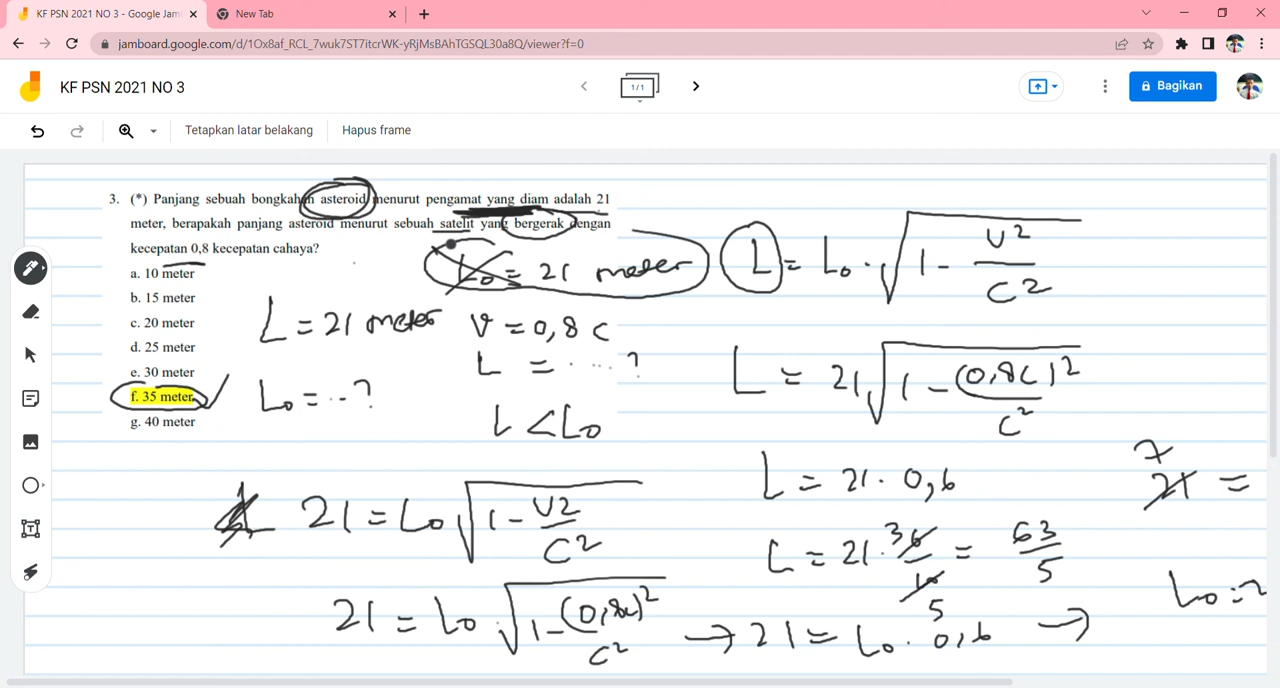 KF PSN 2021 NO 3 - Google Jam
New Tab
jamboard.google.com/d/1Ox8af_RCL_7wuk7ST7itcrWK-yRjMsBAhTGSQL30a8Q/viewer?f=0
KF PSN 2021 NO 3
1/1
Bagikan
Tetapkan latar belakang
Hapus frame
3. (*) Panjang sebuah bongkahan asteroid menurut pengamat yang diam adalah 21
meter, berapakah panjang asteroid menurut sebuah satelit yang bergerak dengan
kecepatan 0,8 kecepatan cahaya?
a. 10 meter
b. 15 meter
c. 20 meter
d. 25 meter
e. 30 meter
f. 35 meter
g. 40 meter
L0 = 21 meter
L = 21 meter
V = 0,8 c
L = ..... ?
L0 = .. ?
L < L0
21 = L0 √1 - V2/C2
21 = L0 . √1 - (0,8c)2/c2
L = L0 . √1 - V2/C2
L = 21 √1 - (0,8c)2/c2
L = 21 . 0,6
L = 21 . 3 6/10 5 = 63/5
→ 21 = L0 . 0,6 →
7
21 =
L0 =